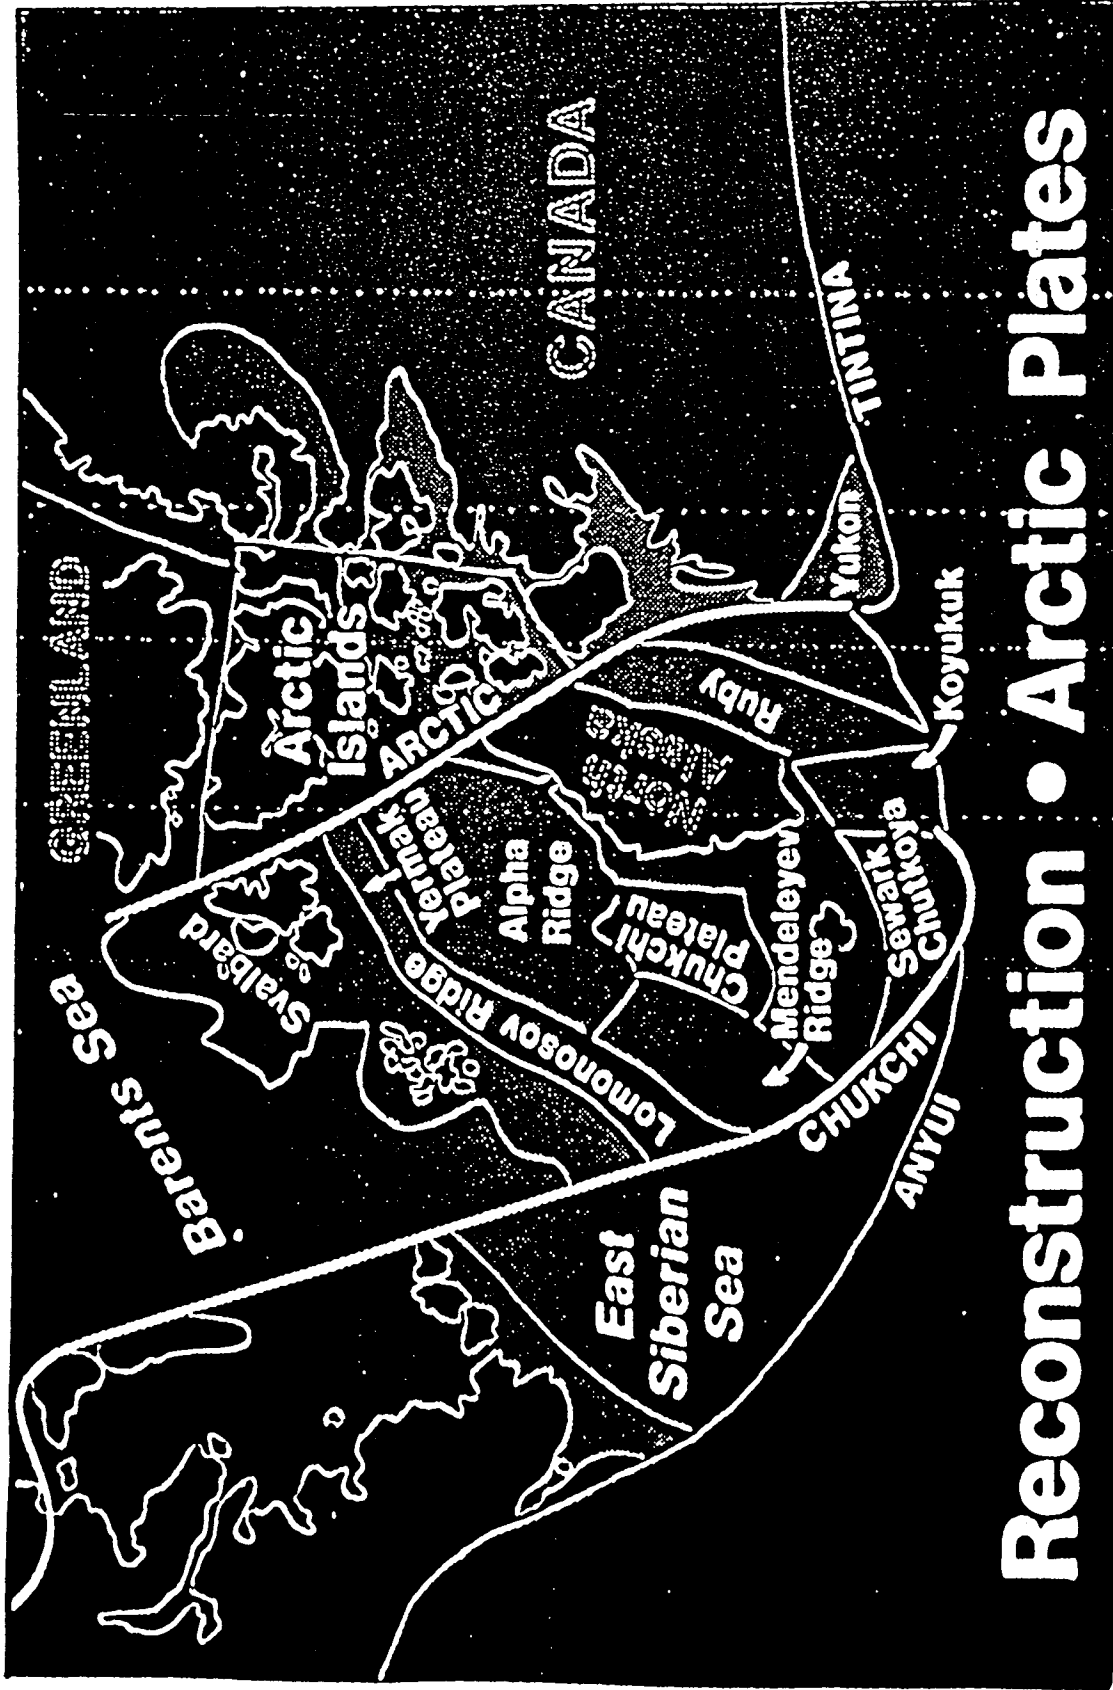 GREENLAND
Barents Sea
Svalbard
Arctic
Islands
ARCTIC
CANADA
Yermak
Plateau
Alpha
Ridge
Lomonosov Ridge
North
Alaska
Ruby
Yukon
TINTINA
Chukchi
Plateau
Mendeleyev
Ridge
East
Siberian
Sea
Sewark
Chutkoya
Koyukuk
CHUKCHI
ANYUI
Reconstruction • Arctic Plates